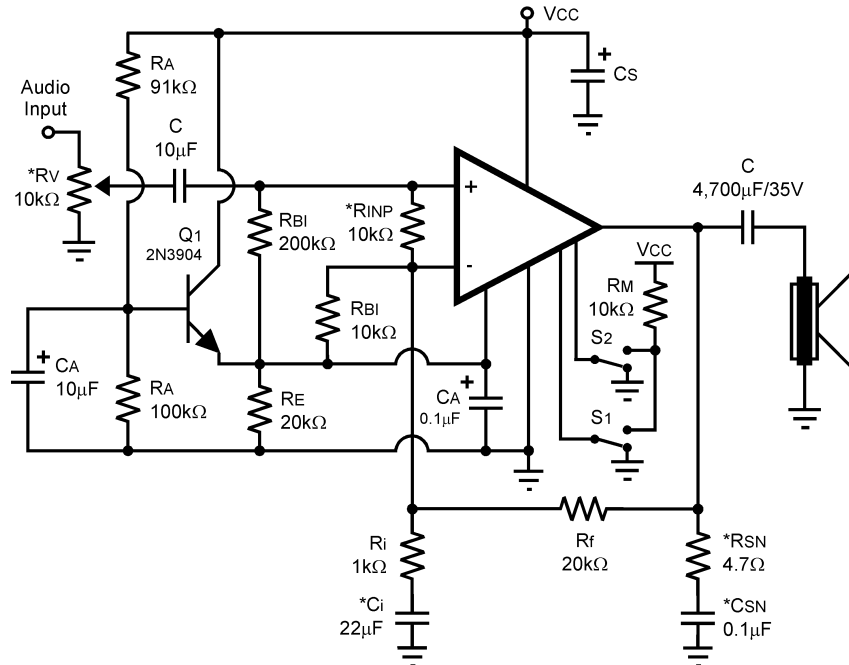 VCC
RA
91kΩ
CS
Audio
Input
C
10µF
C
4,700µF/35V
*RV
10kΩ
+
+
-
RBI
200kΩ
*RINP
10kΩ
Q1
2N3904
VCC
RM
10kΩ
RBI
10kΩ
S2
+
CA
10µF
RA
100kΩ
RE
20kΩ
+
CA
0.1µF
S1
Ri
1kΩ
Rf
20kΩ
*RSN
4.7Ω
*Ci
22µF
*CSN
0.1µF